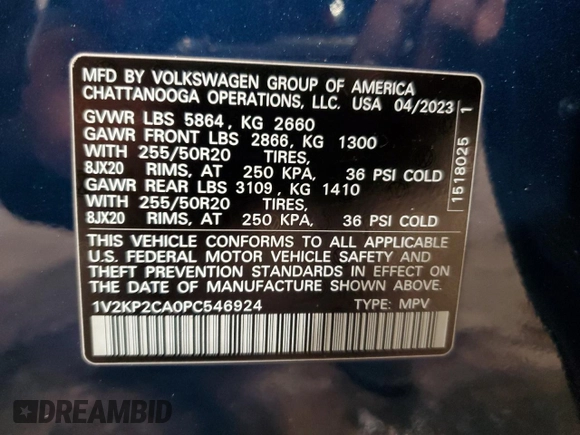 MFD BY VOLKSWAGEN GROUP OF AMERICA
CHATTANOOGA OPERATIONS, LLC. USA 04/2023
GVWR LBS 5864, KG 2660
GAWR FRONT LBS 2866, KG 1300
WITH 255/50R20 TIRES,
8JX20 RIMS, AT 250 KPA, 36 PSI COLD
GAWR REAR LBS 3109, KG 1410
WITH 255/50R20 TIRES,
8JX20 RIMS, AT 250 KPA, 36 PSI COLD
THIS VEHICLE CONFORMS TO ALL APPLICABLE
U.S. FEDERAL MOTOR VEHICLE SAFETY AND
THEFT PREVENTION STANDARDS IN EFFECT ON
THE DATE OF MANUFACTURE SHOWN ABOVE.
1V2KP2CA0PC546924 TYPE: MPV
1518025 1
DREAMBID